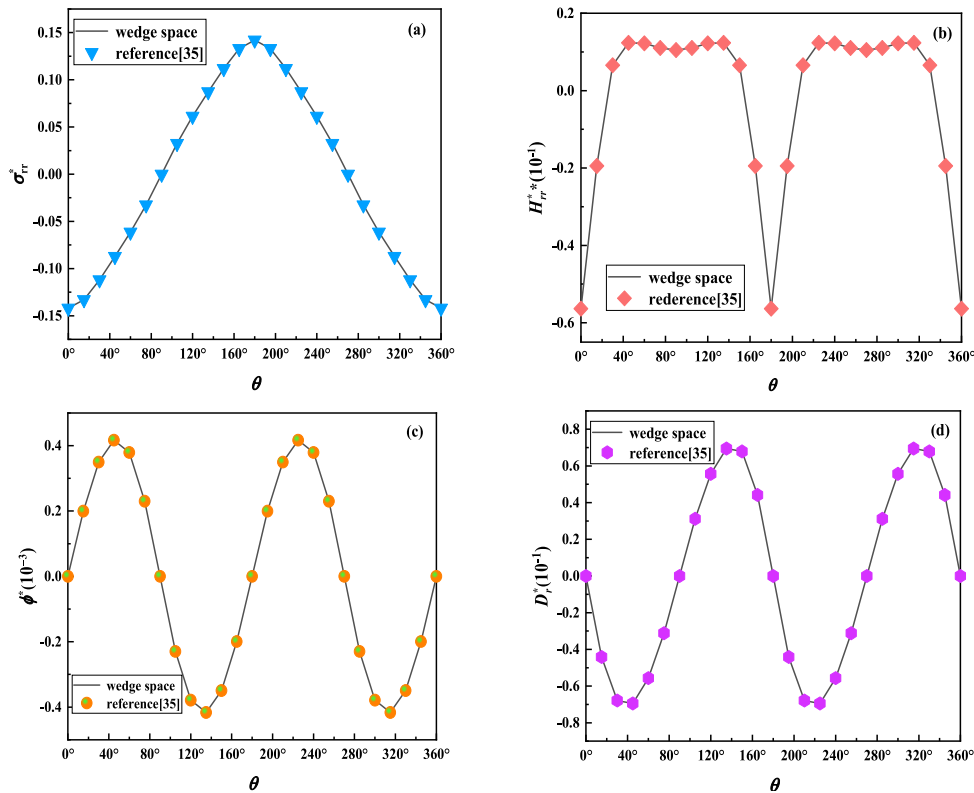 (a)
wedge space
reference[35]
0.15
0.10
0.05
0.00
-0.05
-0.10
-0.15
σ*rr
0° 40° 80° 120° 160° 200° 240° 280° 320° 360°
θ
(b)
0.2
0.0
-0.2
-0.4
-0.6
H*rr*(10-1)
wedge space
rederence[35]
0° 40° 80° 120° 160° 200° 240° 280° 320° 360°
θ
(c)
0.4
0.2
0.0
-0.2
-0.4
ϕ*(10-3)
wedge space
reference[35]
0° 40° 80° 120° 160° 200° 240° 280° 320° 360°
θ
(d)
wedge space
reference[35]
0.8
0.6
0.4
0.2
0.0
-0.2
-0.4
-0.6
-0.8
D*r(10-1)
0° 40° 80° 120° 160° 200° 240° 280° 320° 360°
θ